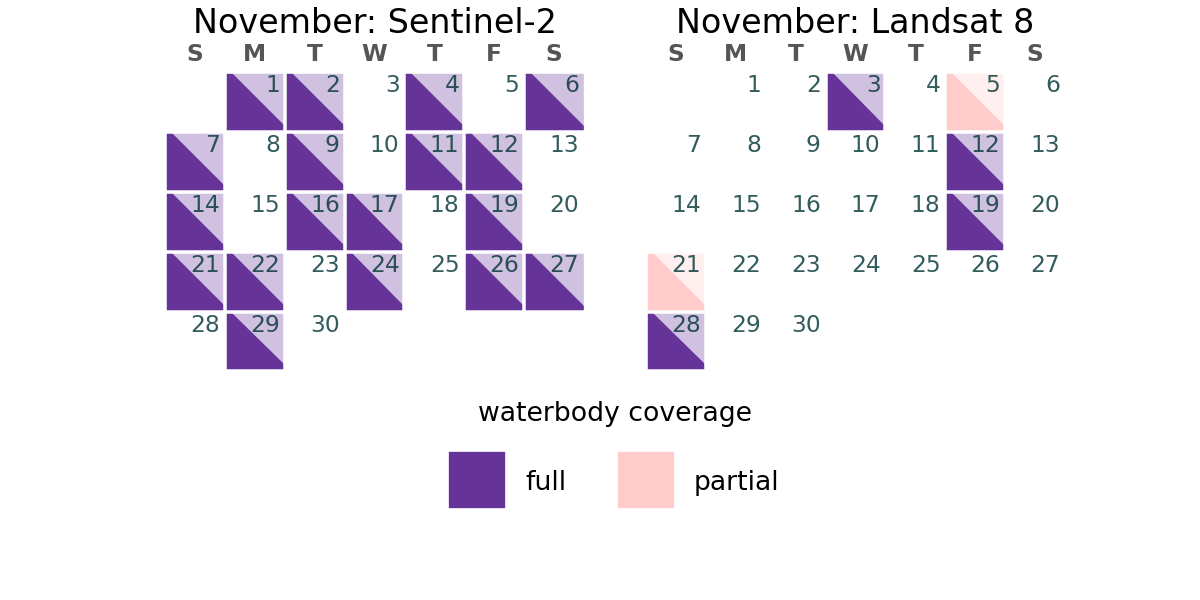 November: Sentinel-2
S M T W T F S
1 2 3 4 5 6
7 8 9 10 11 12 13
14 15 16 17 18 19 20
21 22 23 24 25 26 27
28 29 30
November: Landsat 8
S M T W T F S
1 2 3 4 5 6
7 8 9 10 11 12 13
14 15 16 17 18 19 20
21 22 23 24 25 26 27
28 29 30
waterbody coverage
full partial